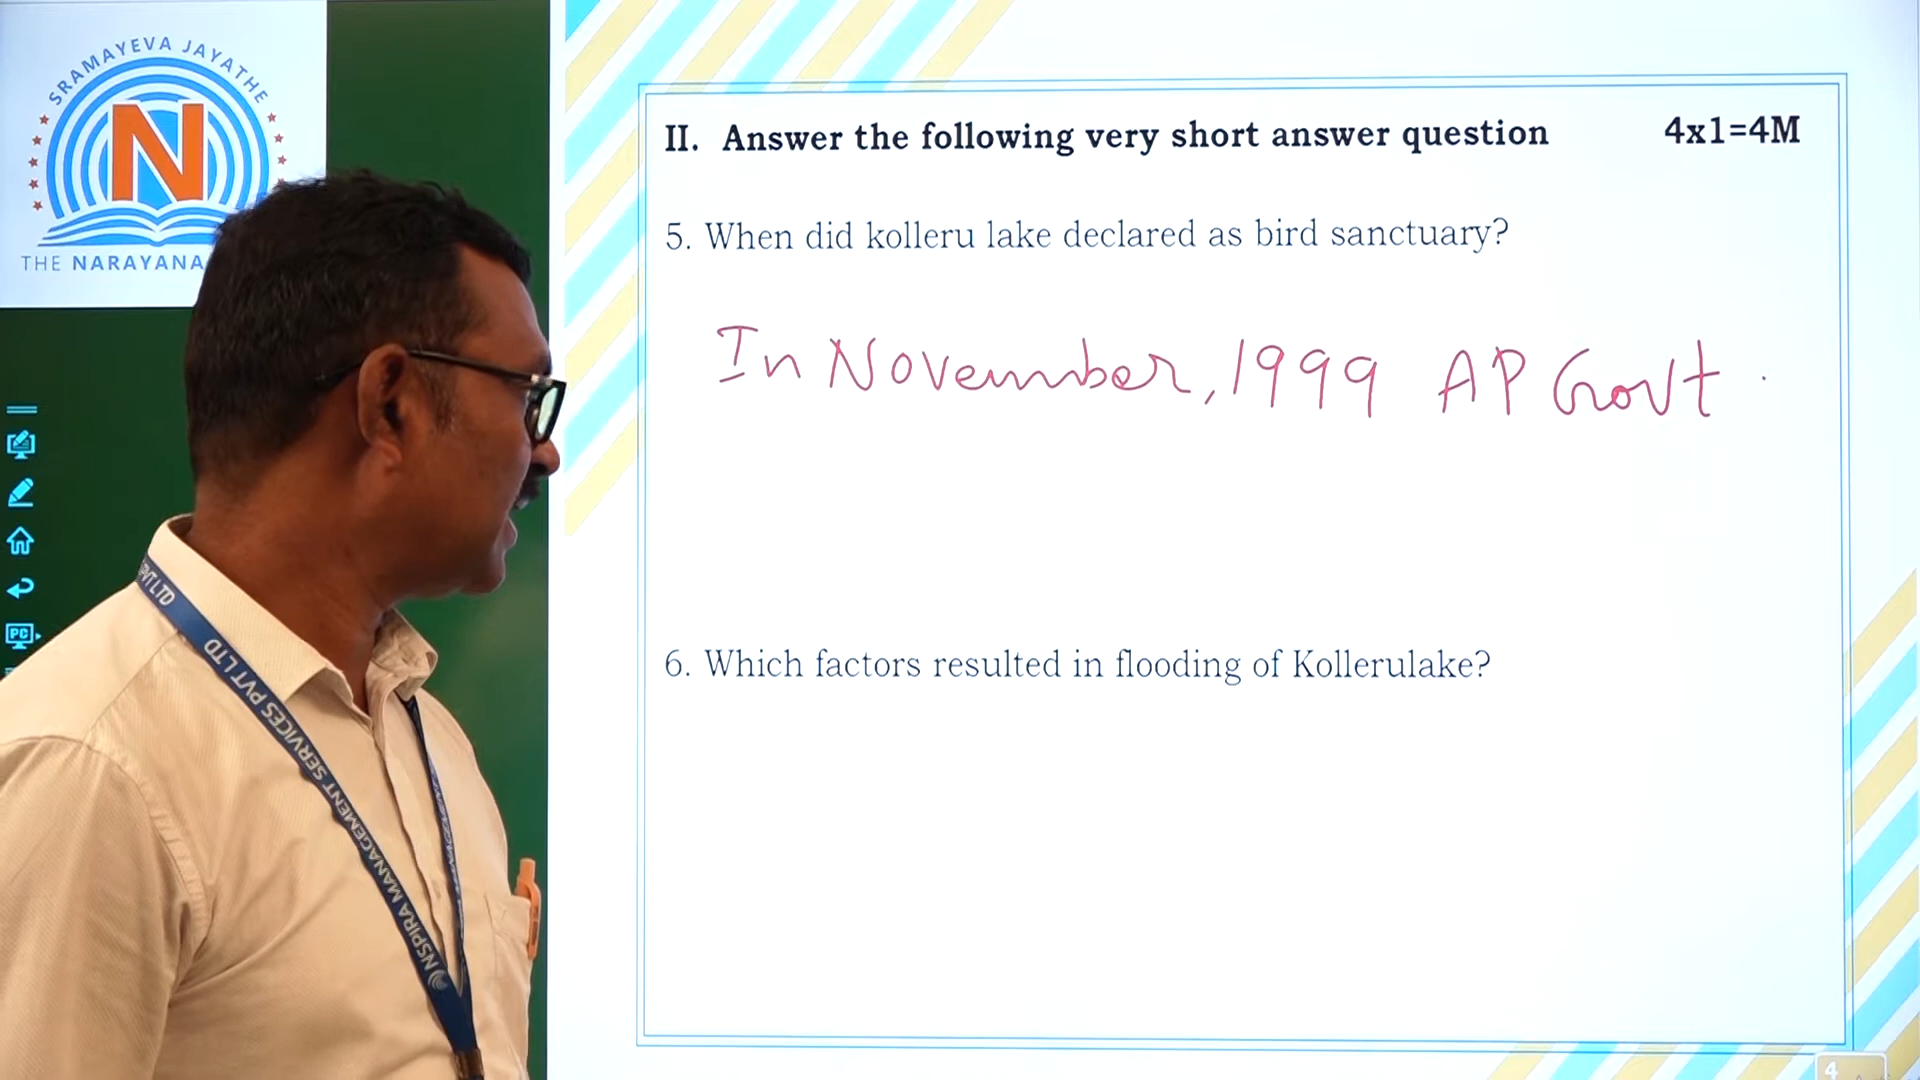 SRAMAYEVA JAYATHE
N
THE NARAYANA
II. Answer the following very short answer question 4x1=4M
5. When did kolleru lake declared as bird sanctuary?
In November, 1999 AP Govt
6. Which factors resulted in flooding of Kollerulake?
PVT LTD
NSPIRA MANAGEMENT SERVICES PVT LTD
PC
4